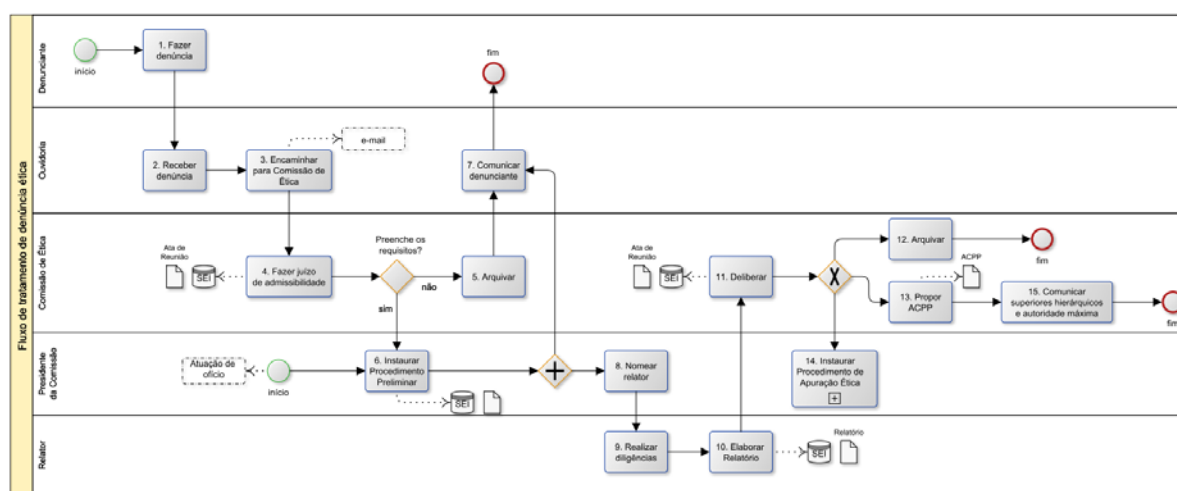 Fluxo de tratamento de denúncia ética
Denunciante
início
1. Fazer
denúncia
fim
Ouvidoria
2. Receber
denúncia
3. Encaminhar
para Comissão de
Ética
e-mail
7. Comunicar
denunciante
Comissão de Ética
Ata de
Reunião
SEI
4. Fazer juízo
de admissibilidade
Preenche os
requisitos?
não
sim
5. Arquivar
Ata de
Reunião
SEI
11. Deliberar
X
12. Arquivar
fim
13. Propor
ACPP
ACPP
15. Comunicar
superiores hierárquicos
e autoridade máxima
fim
Presidente
da Comissão
Atuação de
ofício
início
6. Instaurar
Procedimento
Preliminar
SEI
8. Nomear
relator
14. Instaurar
Procedimento de
Apuração Ética
Relator
9. Realizar
diligências
10. Elaborar
Relatório
SEI
Relatório